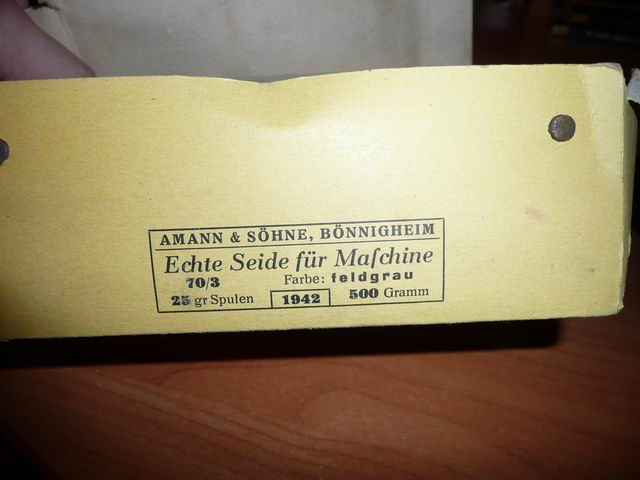 AMANN & SÖHNE, BÖNNIGHEIM
Echte Seide für Maſchine
70/3 Farbe: feldgrau
25 gr Spulen 1942 500 Gramm